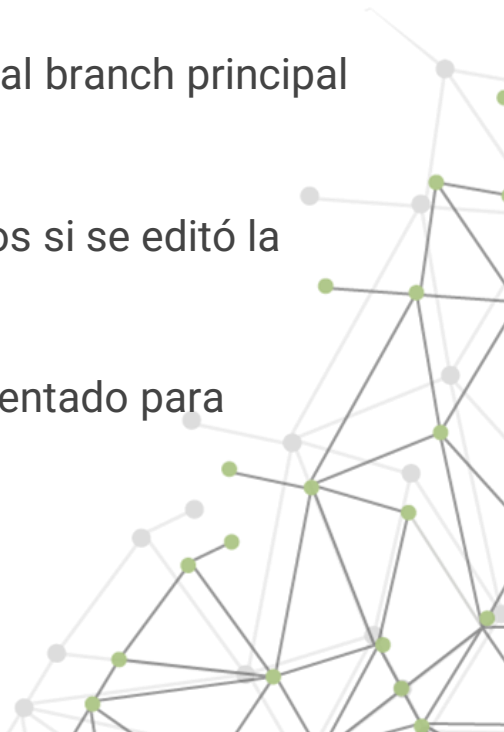 al branch principal
os si se editó la
entado para